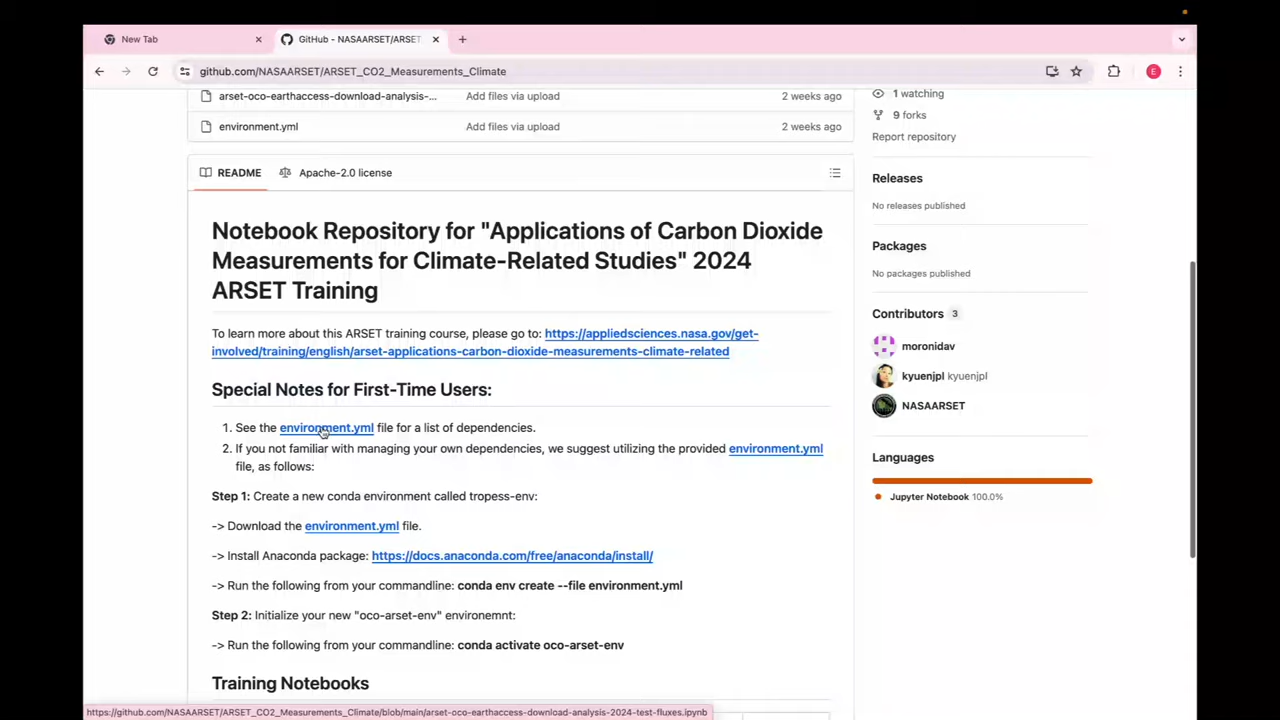 New Tab
GitHub - NASAARSET/ARSET
github.com/NASAARSET/ARSET_CO2_Measurements_Climate
E
arset-oco-earthaccess-download-analysis-...
Add files via upload
2 weeks ago
environment.yml
Add files via upload
2 weeks ago
1 watching
9 forks
Report repository
README
Apache-2.0 license
Releases
No releases published
Packages
No packages published
Contributors 3
moronidav
kyuenjpl kyuenjpl
NASAARSET
Languages
Jupyter Notebook 100.0%
Notebook Repository for "Applications of Carbon Dioxide
Measurements for Climate-Related Studies" 2024
ARSET Training
To learn more about this ARSET training course, please go to: https://appliedsciences.nasa.gov/get-
involved/training/english/arset-applications-carbon-dioxide-measurements-climate-related
Special Notes for First-Time Users:
1. See the environment.yml file for a list of dependencies.
2. If you not familiar with managing your own dependencies, we suggest utilizing the provided environment.yml
file, as follows:
Step 1: Create a new conda environment called tropess-env:
-> Download the environment.yml file.
-> Install Anaconda package: https://docs.anaconda.com/free/anaconda/install/
-> Run the following from your commandline: conda env create --file environment.yml
Step 2: Initialize your new "oco-arset-env" environemnt:
-> Run the following from your commandline: conda activate oco-arset-env
Training Notebooks
https://github.com/NASAARSET/ARSET_CO2_Measurements_Climate/blob/main/arset-oco-earthaccess-download-analysis-2024-test-fluxes.ipynb